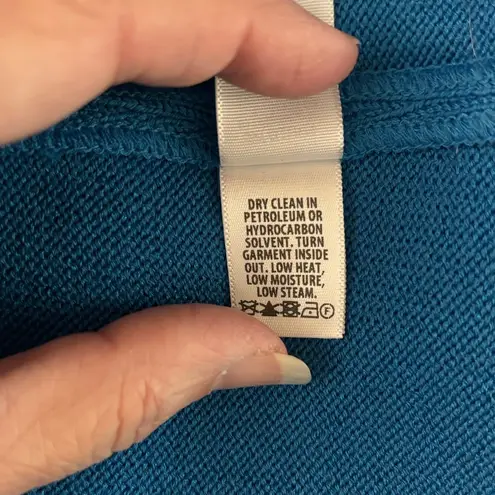 DRY CLEAN IN
PETROLEUM OR
HYDROCARBON
SOLVENT. TURN
GARMENT INSIDE
OUT. LOW HEAT,
LOW MOISTURE,
LOW STEAM.
F